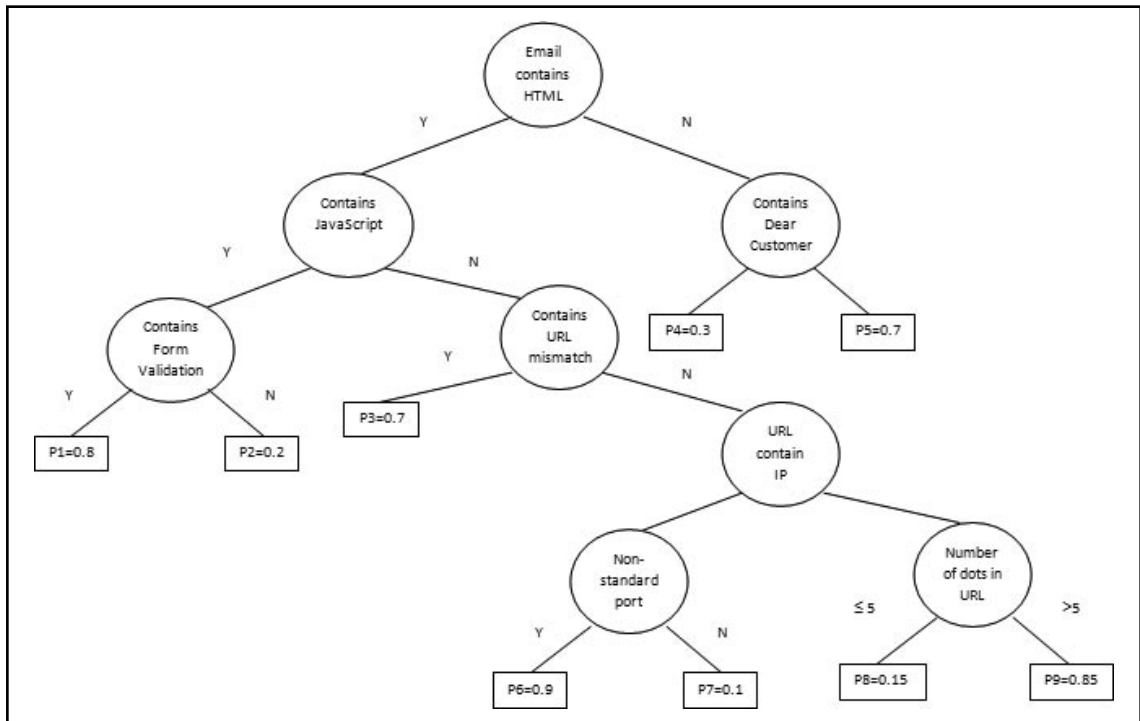 Email
contains
HTML
Y
N
Contains
JavaScript
Contains
Dear
Customer
Y
N
Contains
Form
Validation
Contains
URL
mismatch
P4=0.3
P5=0.7
Y
N
Y
N
P3=0.7
P1=0.8
P2=0.2
URL
contain
IP
Non-
standard
port
Number
of dots in
URL
≤ 5
>5
Y
N
P6=0.9
P7=0.1
P8=0.15
P9=0.85